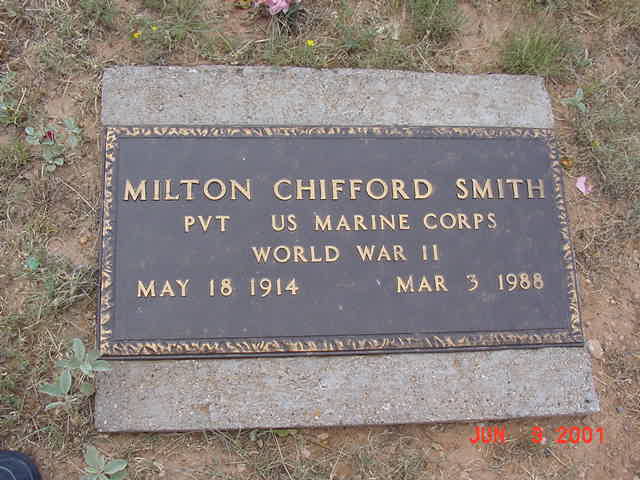 MILTON CHIFFORD SMITH
PVT US MARINE CORPS
WORLD WAR II
MAY 18 1914 MAR 3 1988
JUN 9 2001